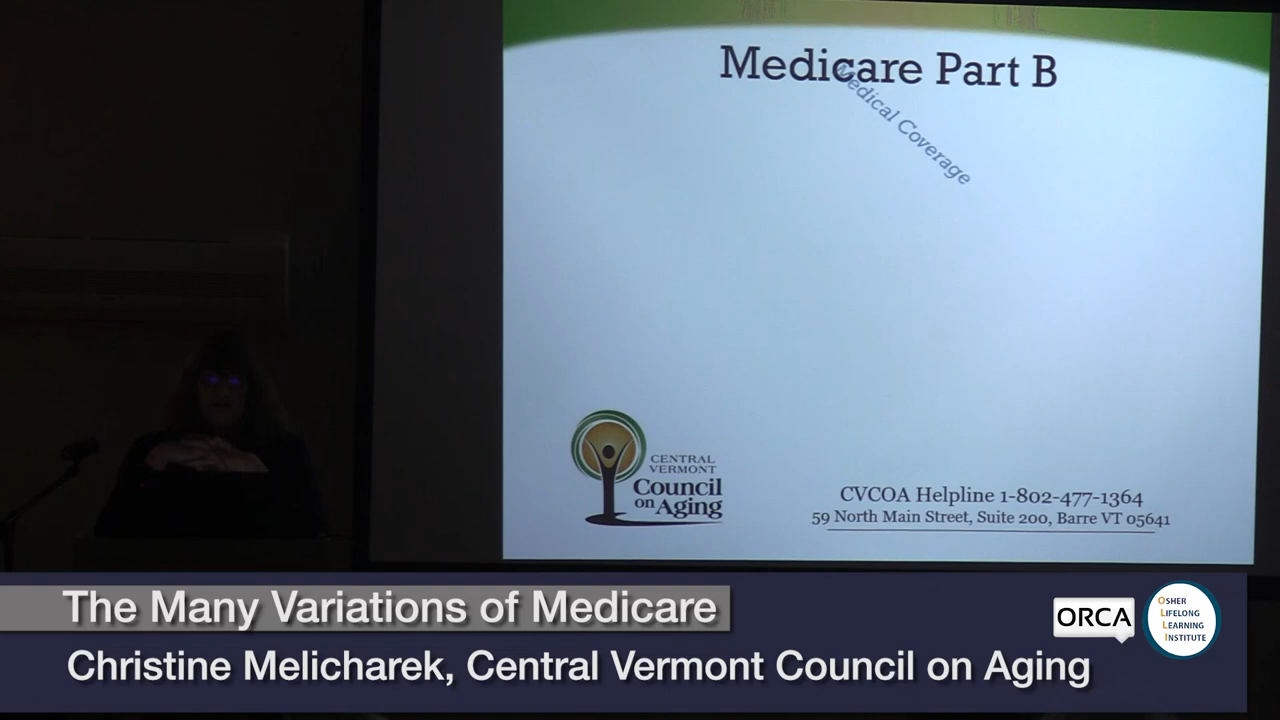 Medicare Part B
Medical Coverage
CENTRAL
VERMONT
Council
on Aging
CVCOA Helpline 1-802-477-1364
59 North Main Street, Suite 200, Barre VT 05641
The Many Variations of Medicare
ORCA
OSHER
LIFELONG
LEARNING
INSTITUTE
Christine Melicharek, Central Vermont Council on Aging